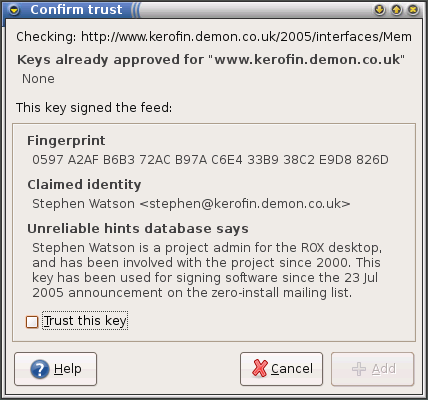 Confirm trust
Checking: http://www.kerofin.demon.co.uk/2005/interfaces/Mem
Keys already approved for "www.kerofin.demon.co.uk"
None
This key signed the feed:
Fingerprint
0597 A2AF B6B3 72AC B97A C6E4 33B9 38C2 E9D8 826D
Claimed identity
Stephen Watson <stephen@kerofin.demon.co.uk>
Unreliable hints database says
Stephen Watson is a project admin for the ROX desktop,
and has been involved with the project since 2000. This
key has been used for signing software since the 23 Jul
2005 announcement on the zero-install mailing list.
Trust this key
Help
Cancel
Add